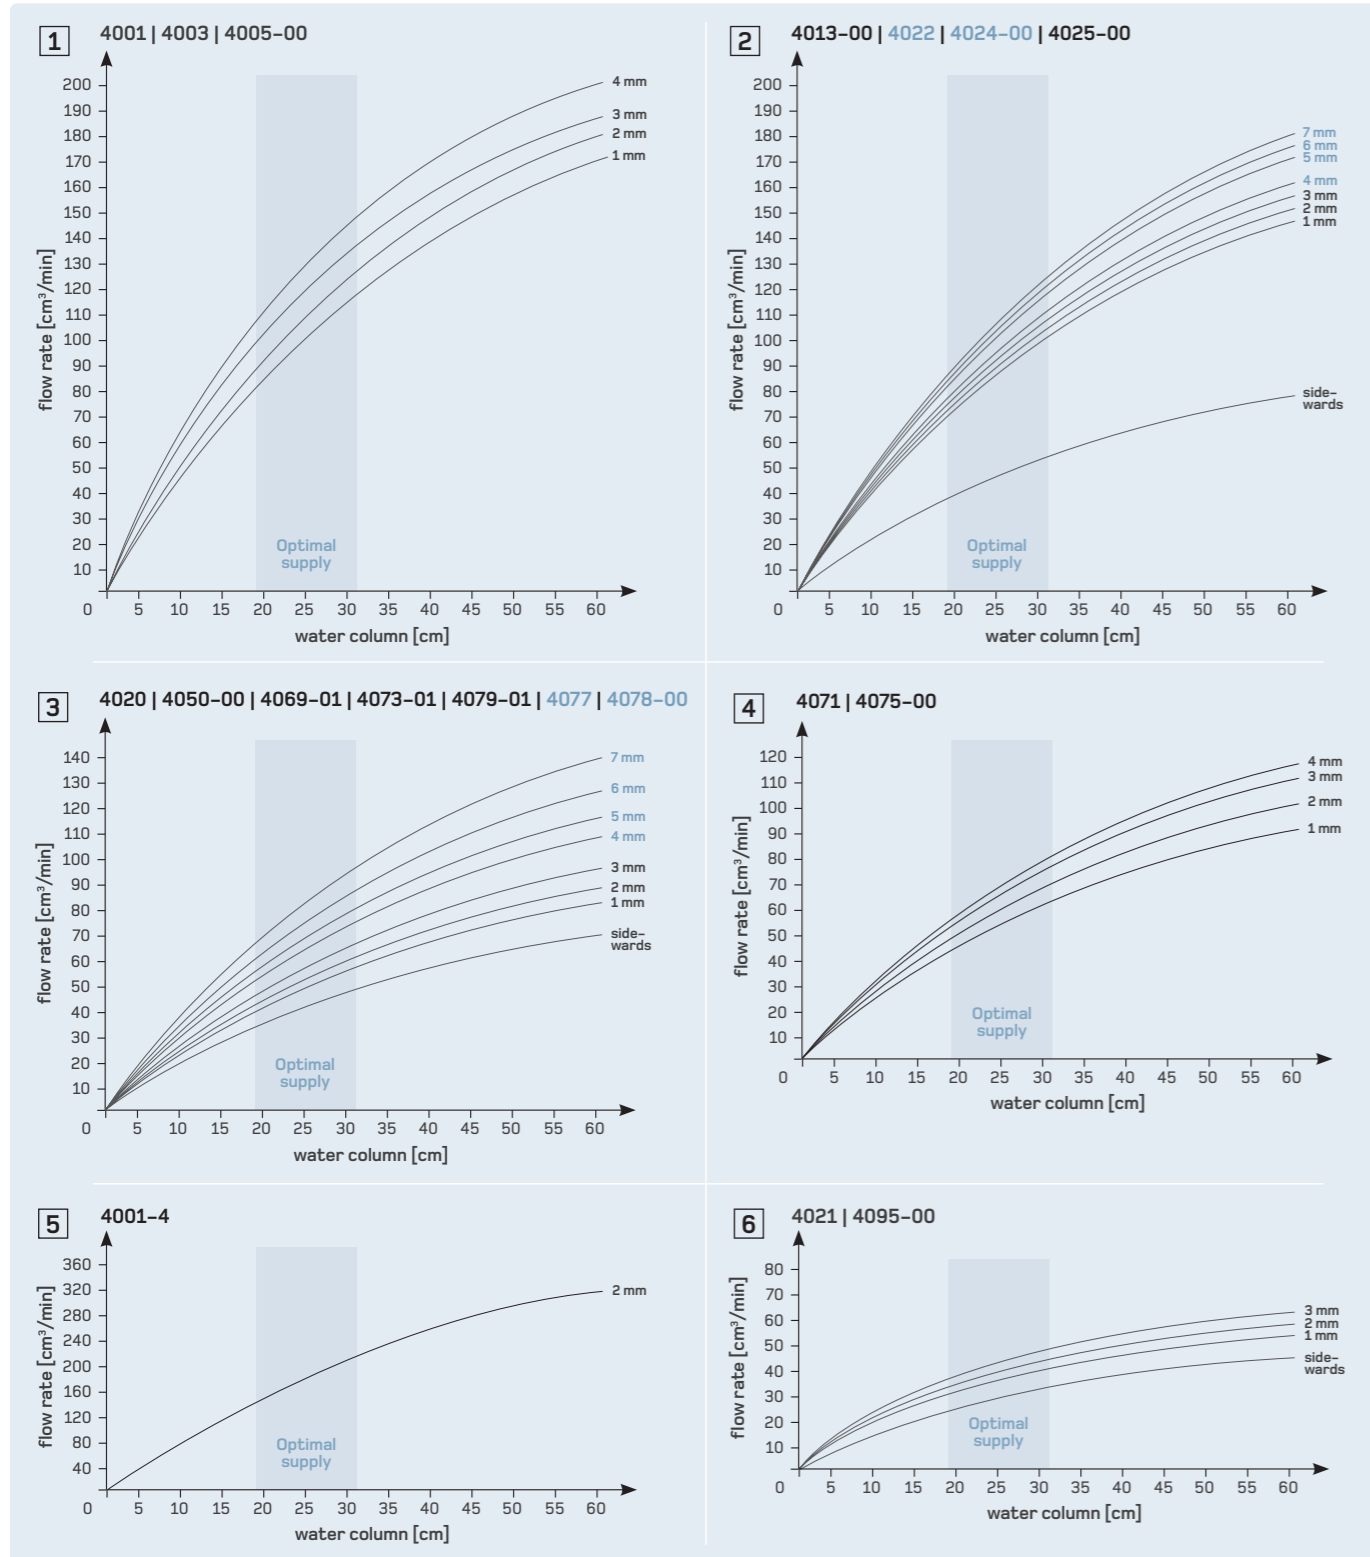 1
4001 | 4003 | 4005-00
flow rate [cm³/min]
200
190
180
170
160
150
140
130
120
110
100
90
80
70
60
50
40
30
20
10
4 mm
3 mm
2 mm
1 mm
Optimal
supply
0 5 10 15 20 25 30 35 40 45 50 55 60
water column [cm]
2
4013-00 | 4022 | 4024-00 | 4025-00
flow rate [cm³/min]
200
190
180
170
160
150
140
130
120
110
100
90
80
70
60
50
40
30
20
10
7 mm
6 mm
5 mm
4 mm
3 mm
2 mm
1 mm
side-
wards
Optimal
supply
0 5 10 15 20 25 30 35 40 45 50 55 60
water column [cm]
3
4020 | 4050-00 | 4069-01 | 4073-01 | 4079-01 | 4077 | 4078-00
flow rate [cm³/min]
140
130
120
110
100
90
80
70
60
50
40
30
20
10
7 mm
6 mm
5 mm
4 mm
3 mm
2 mm
1 mm
side-
wards
Optimal
supply
0 5 10 15 20 25 30 35 40 45 50 55 60
water column [cm]
4
4071 | 4075-00
flow rate [cm³/min]
120
110
100
90
80
70
60
50
40
30
20
10
4 mm
3 mm
2 mm
1 mm
Optimal
supply
0 5 10 15 20 25 30 35 40 45 50 55 60
water column [cm]
5
4001-4
flow rate [cm³/min]
360
320
280
240
200
160
120
80
40
2 mm
Optimal
supply
0 5 10 15 20 25 30 35 40 45 50 55 60
water column [cm]
6
4021 | 4095-00
flow rate [cm³/min]
80
70
60
50
40
30
20
10
3 mm
2 mm
1 mm
side-
wards
Optimal
supply
0 5 10 15 20 25 30 35 40 45 50 55 60
water column [cm]